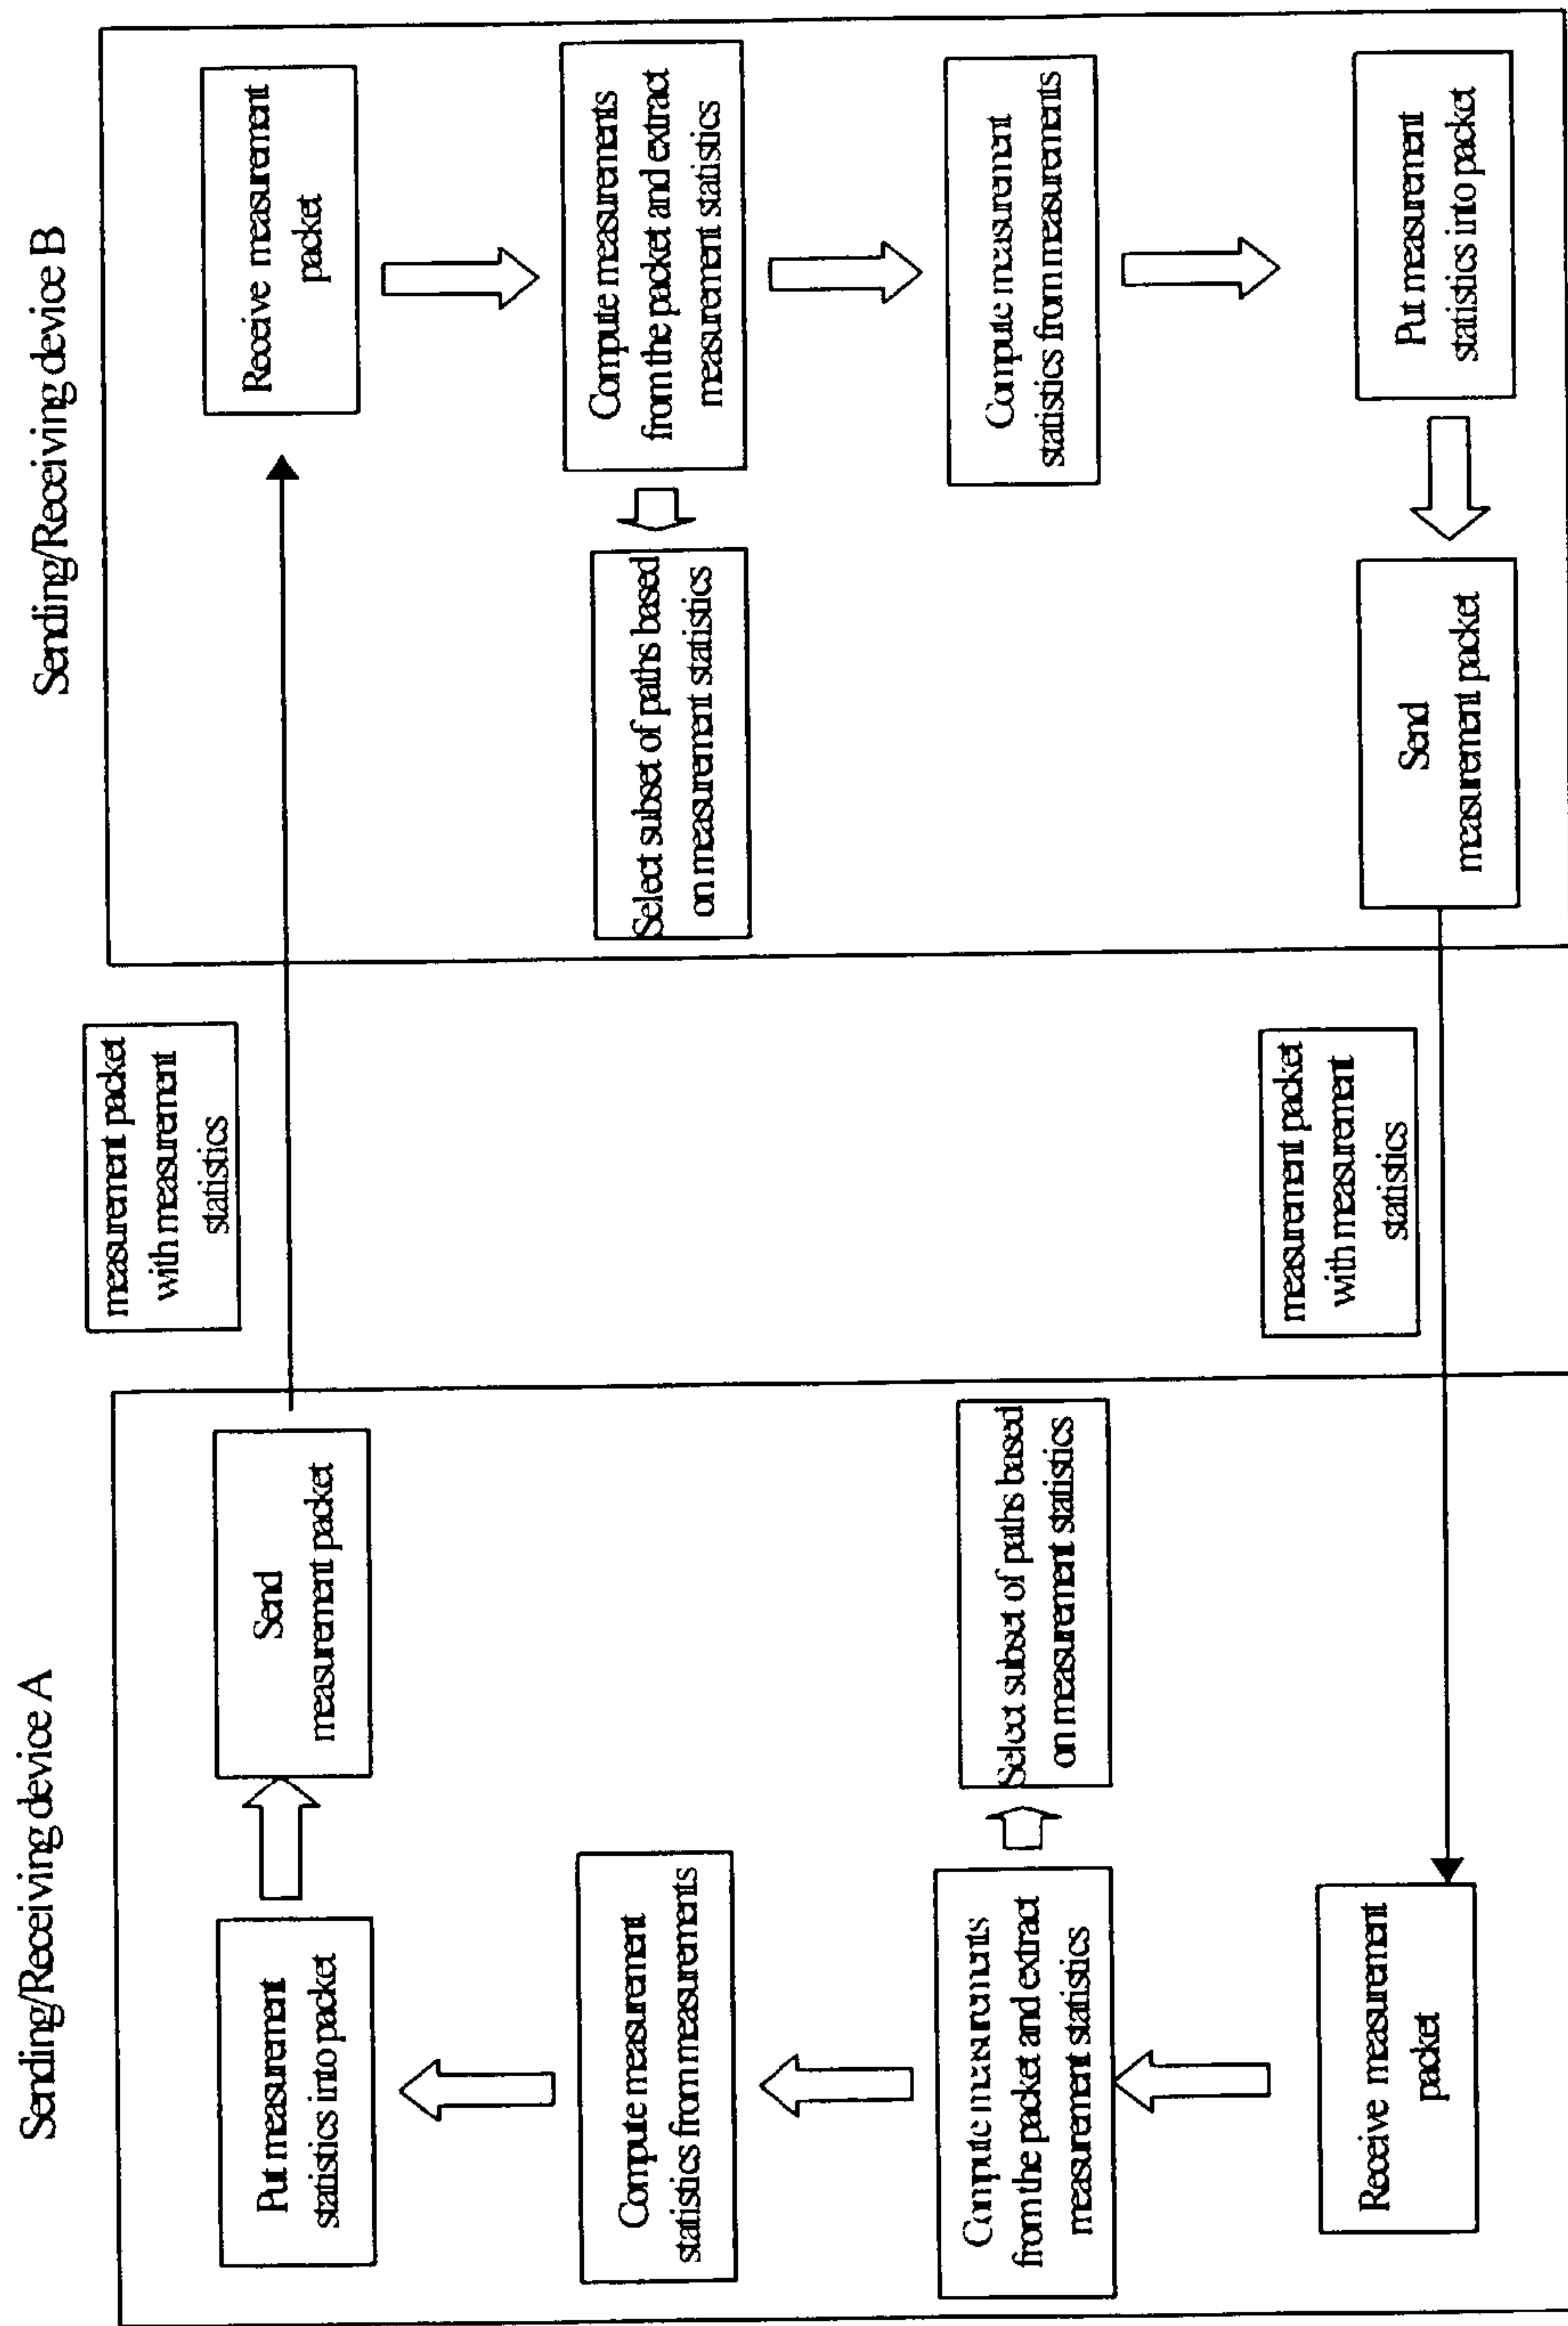 Sending/Receiving device A
Put measurement
statistics into packet
Send
measurement packet
Compute measurement
statistics from measurements
Compute measurements
from the packet and extract
measurement statistics
Select subset of paths based
on measurement statistics
Receive measurement
packet
measurement packet
with measurement
statistics
measurement packet
with measurement
statistics
Sending/Receiving device B
Receive measurement
packet
Compute measurements
from the packet and extract
measurement statistics
Select subset of paths based
on measurement statistics
Compute measurement
statistics from measurements
Put measurement
statistics into packet
Send
measurement packet